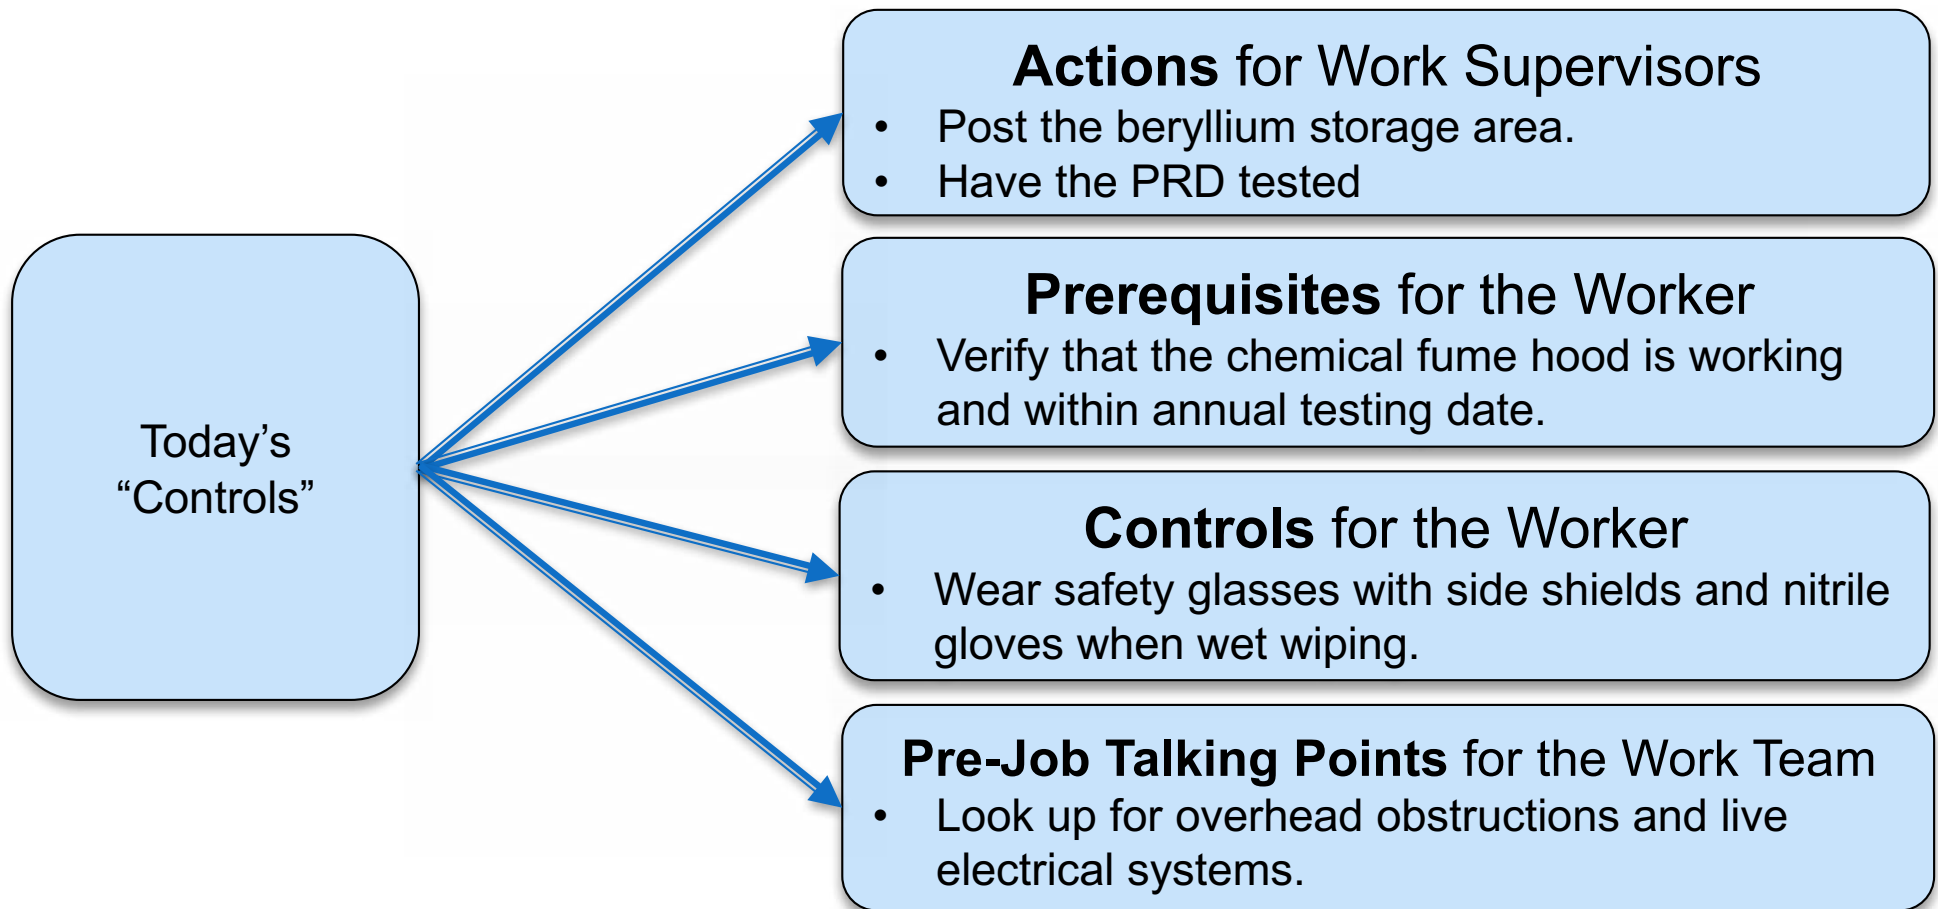 Today’s
“Controls”
Actions for Work Supervisors
• Post the beryllium storage area.
• Have the PRD tested
Prerequisites for the Worker
• Verify that the chemical fume hood is working
and within annual testing date.
Controls for the Worker
• Wear safety glasses with side shields and nitrile
gloves when wet wiping.
Pre-Job Talking Points for the Work Team
• Look up for overhead obstructions and live
electrical systems.